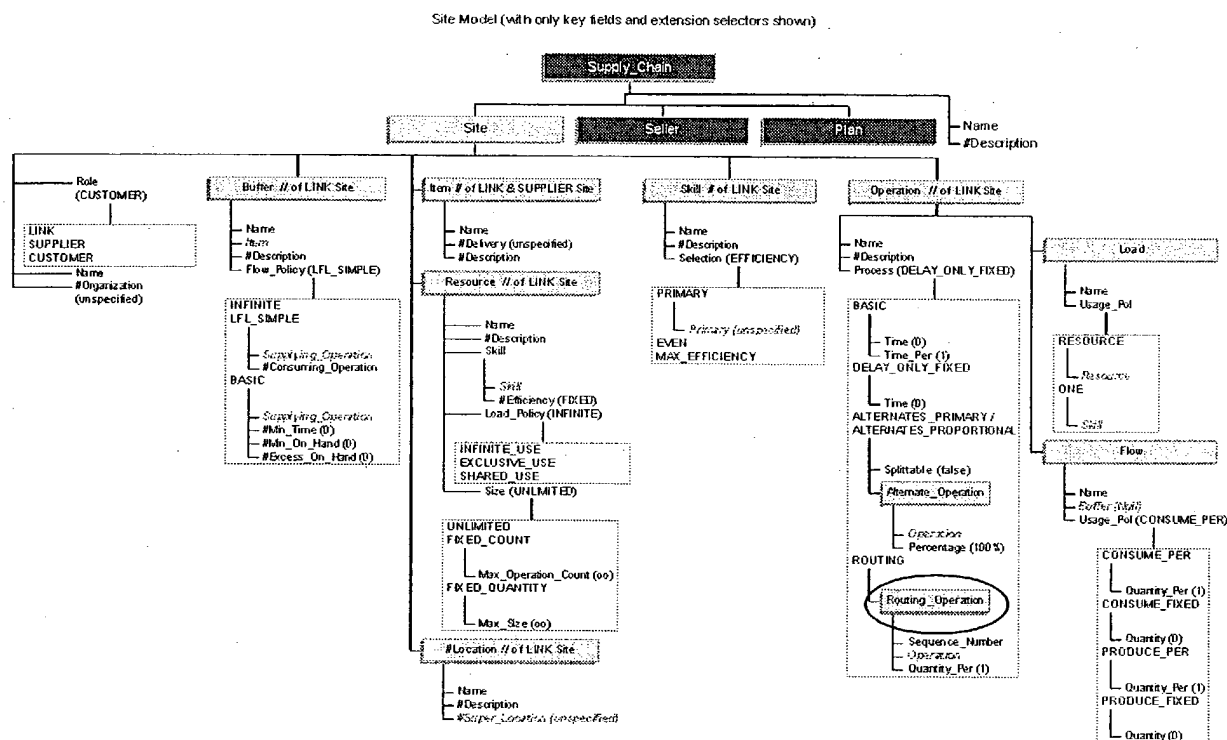 Site Model (with only key fields and extension selectors shown)
Supply_Chain
Site
Seller
Plan
Name
#Description
Role
(CUSTOMER)
LINK
SUPPLIER
CUSTOMER
Name
#Organization
(unspecified)
Buffer // of LINK Site
Name
Item
#Description
Flow_Policy (LFL_SIMPLE)
INFINITE
LFL_SIMPLE
Supplying_Operation
#Consuming_Operation
BASIC
Supplying_Operation
#Min_Time (0)
#Min_On_Hand (0)
#Excess_On_Hand (0)
Item # of LINK & SUPPLIER Site
Name
#Delivery (unspecified)
#Description
Resource // of LINK Site
Name
#Description
Skill
Skill
#Efficiency (FIXED)
Load_Policy (INFINITE)
INFINITE_USE
EXCLUSIVE_USE
SHARED_USE
Size (UNLIMITED)
UNLIMITED
FIXED_COUNT
Max_Operation_Count (oo)
FIXED_QUANTITY
Max_Size (oo)
#Location // of LINK Site
Name
#Description
#Super_Location (unspecified)
Skill # of LINK Site
Name
#Description
Selection (EFFICIENCY)
PRIMARY
Primary (unspecified)
EVEN
MAX_EFFICIENCY
Operation // of LINK Site
Name
#Description
Process (DELAY_ONLY_FIXED)
BASIC
Time (0)
Time_Per (1)
DELAY_ONLY_FIXED
Time (0)
ALTERNATES_PRIMARY /
ALTERNATES_PROPORTIONAL
Splittable (false)
Alternate_Operation
Operation
Percentage (100%)
ROUTING
Routing_Operation
Sequence_Number
Operation
Quantity_Per (1)
Load
Name
Usage_Pol
RESOURCE
Resource
ONE
Skill
Flow
Name
Buffer (Null)
Usage_Pol (CONSUME_PER)
CONSUME_PER
Quantity_Per (1)
CONSUME_FIXED
Quantity (0)
PRODUCE_PER
Quantity_Per (1)
PRODUCE_FIXED
Quantity (0)